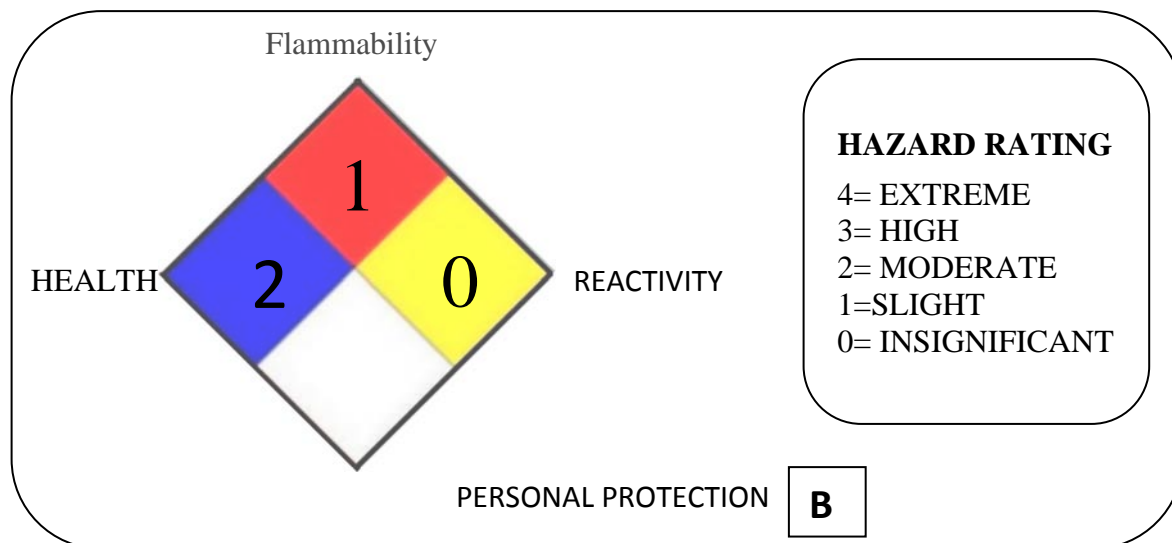 Flammability
1
HEALTH 2 0 REACTIVITY
HAZARD RATING
4= EXTREME
3= HIGH
2= MODERATE
1=SLIGHT
0= INSIGNIFICANT
PERSONAL PROTECTION B